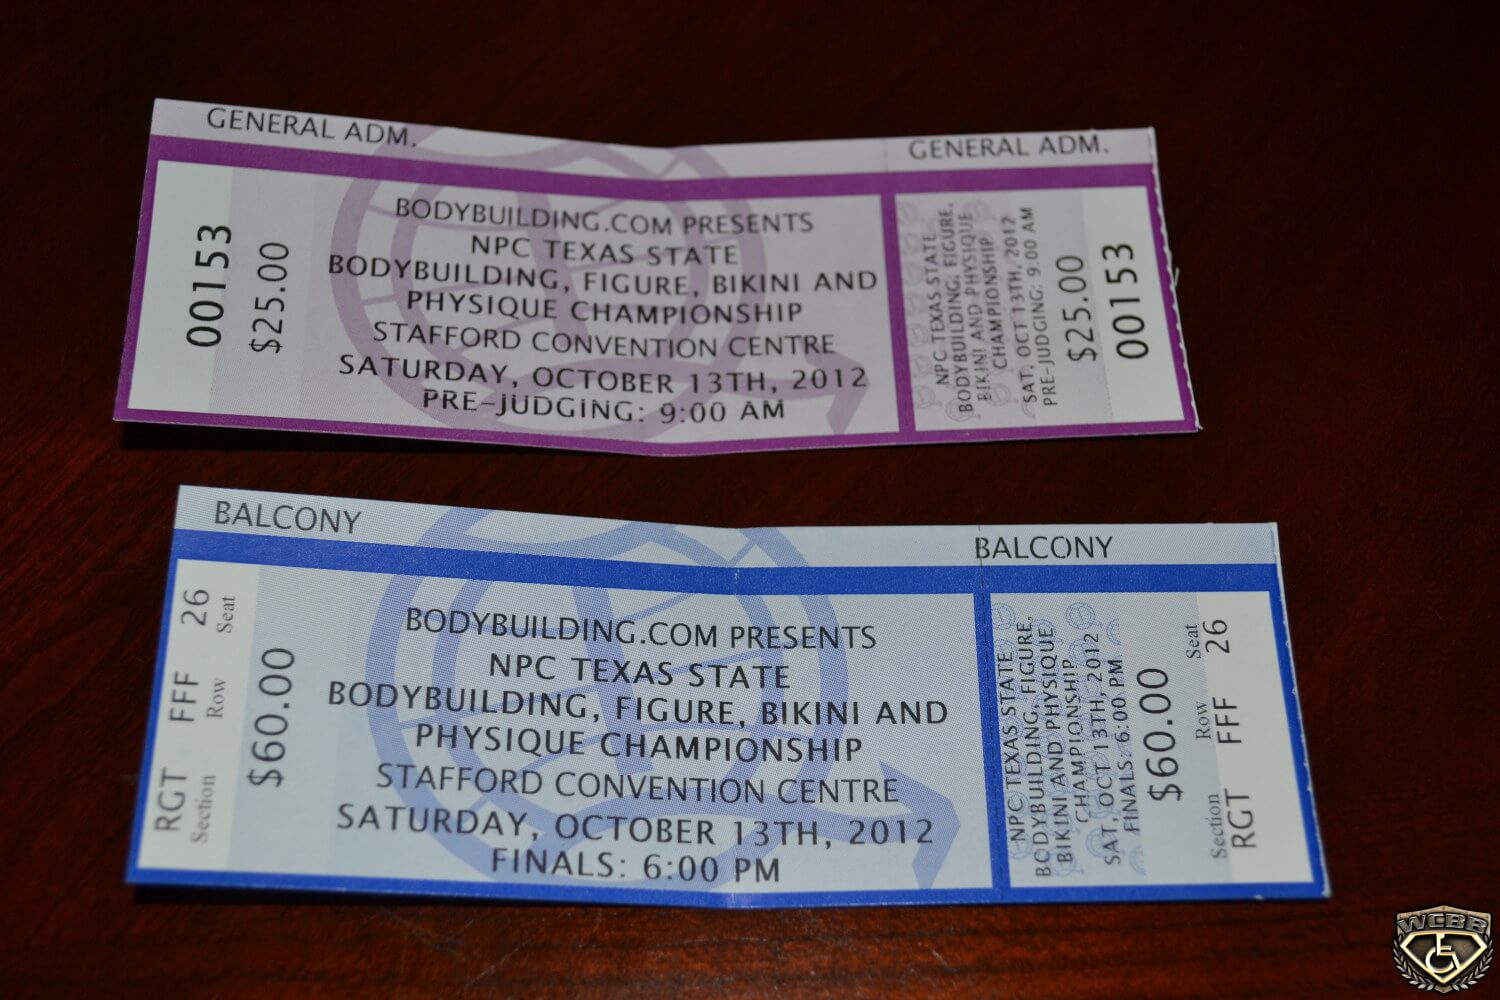 GENERAL ADM.
GENERAL ADM.
00153
$25.00
BODYBUILDING.COM PRESENTS
NPC TEXAS STATE
BODYBUILDING, FIGURE, BIKINI AND
PHYSIQUE CHAMPIONSHIP
STAFFORD CONVENTION CENTRE
SATURDAY, OCTOBER 13TH, 2012
PRE-JUDGING: 9:00 AM
NPC TEXAS STATE
BODYBUILDING, FIGURE,
BIKINI AND PHYSIQUE
CHAMPIONSHIP
SAT, OCT 13TH, 2012
PRE-JUDGING: 9:00 AM
$25.00
00153
BALCONY
BALCONY
RGT FFF 26
Section Row Seat
$60.00
BODYBUILDING.COM PRESENTS
NPC TEXAS STATE
BODYBUILDING, FIGURE, BIKINI AND
PHYSIQUE CHAMPIONSHIP
STAFFORD CONVENTION CENTRE
SATURDAY, OCTOBER 13TH, 2012
FINALS: 6:00 PM
NPC TEXAS STATE
BODYBUILDING, FIGURE,
BIKINI AND PHYSIQUE
CHAMPIONSHIP
SAT, OCT 13TH, 2012
FINALS: 6:00 PM
$60.00
Section Row Seat
RGT FFF 26
WCBB